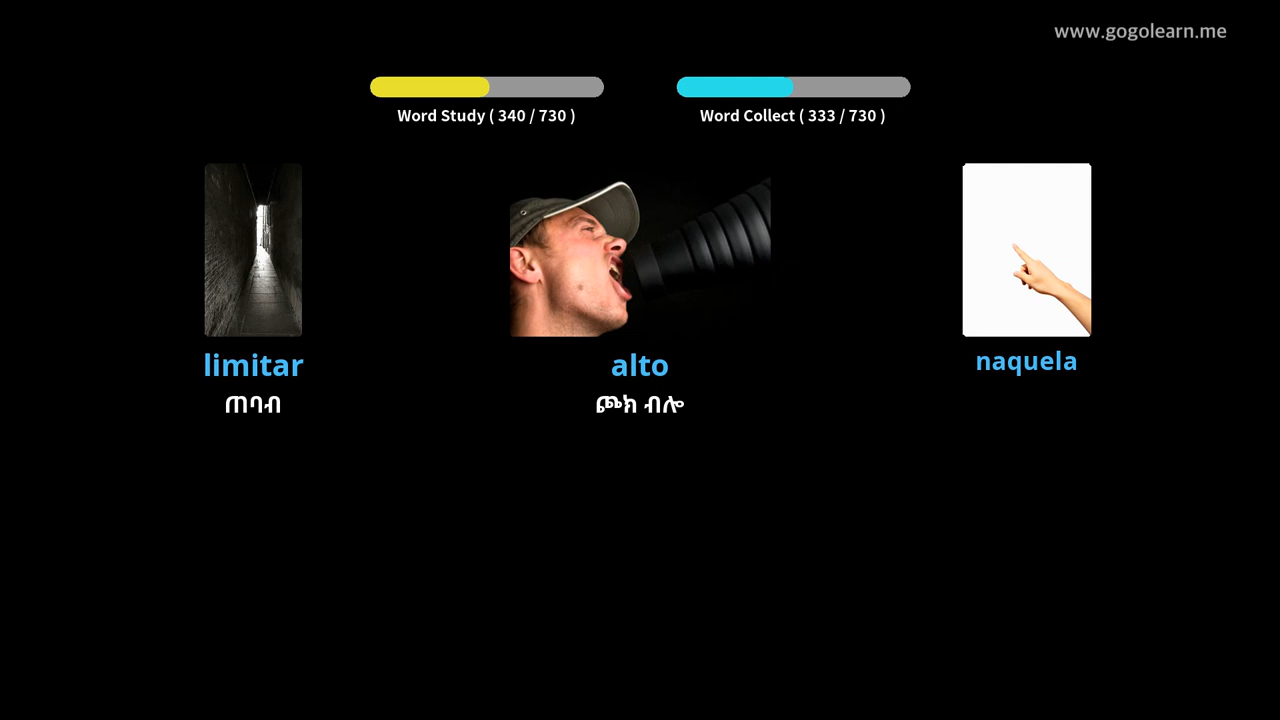 www.gogolearn.me
Word Study ( 340 / 730 )
Word Collect ( 333 / 730 )
limitar
ጠባብ
alto
ጮክ ብሎ
naquela